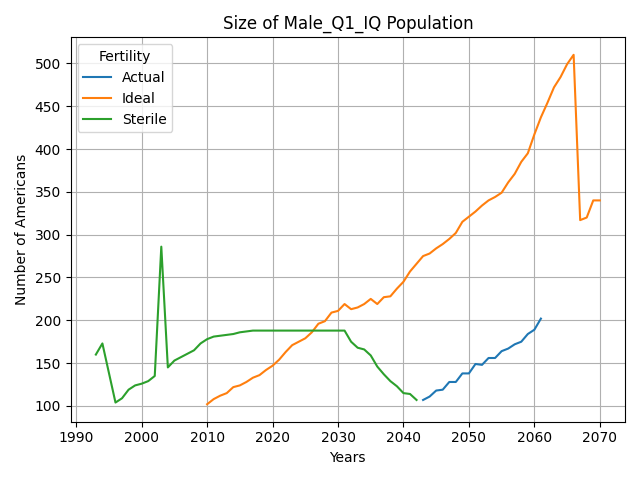 Size of Male_Q1_IQ Population
Fertility
Actual
Ideal
Sterile
Number of Americans
500
450
400
350
300
250
200
150
100
1990 2000 2010 2020 2030 2040 2050 2060 2070
Years